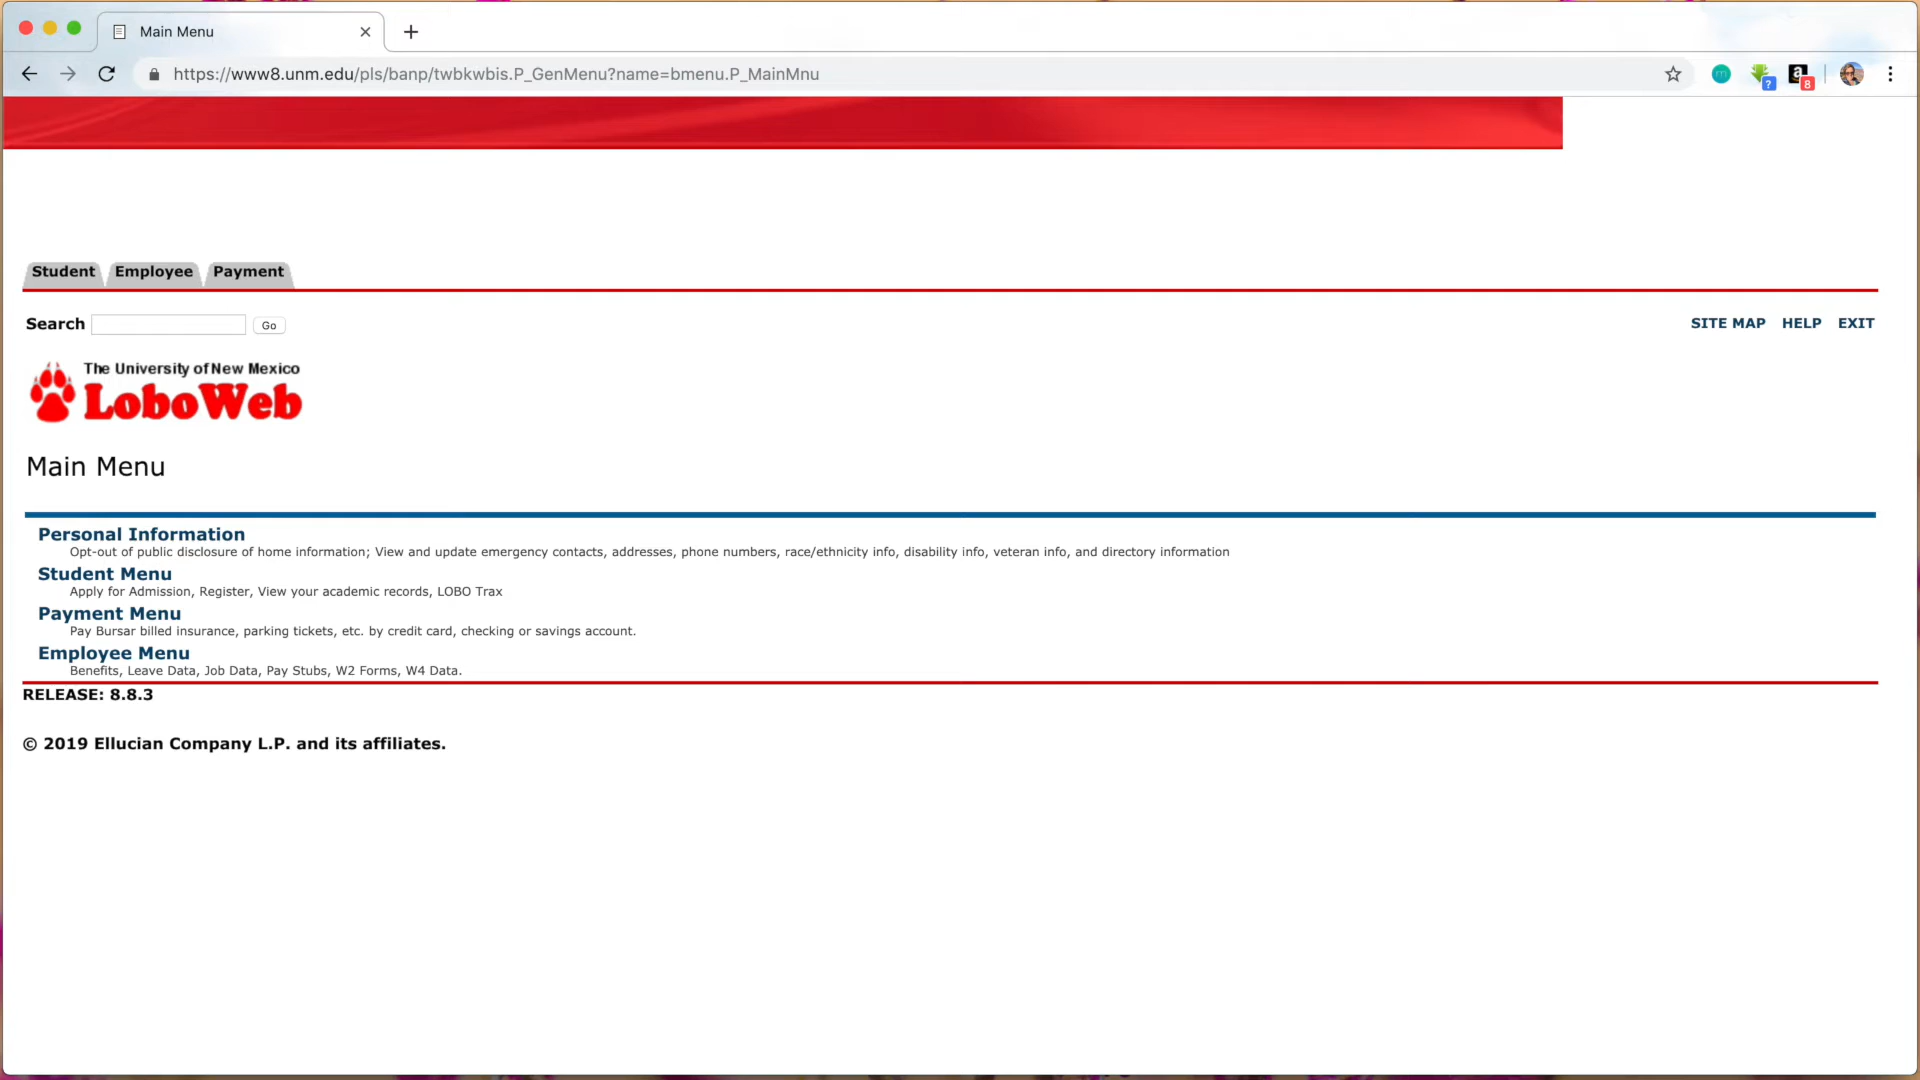 Main Menu
https://www8.unm.edu/pls/banp/twbkwbis.P_GenMenu?name=bmenu.P_MainMnu
m
?
a
8
Student Employee Payment
Search Go
SITE MAP HELP EXIT
The University of New Mexico
LoboWeb
Main Menu
Personal Information
Opt-out of public disclosure of home information; View and update emergency contacts, addresses, phone numbers, race/ethnicity info, disability info, veteran info, and directory information
Student Menu
Apply for Admission, Register, View your academic records, LOBO Trax
Payment Menu
Pay Bursar billed insurance, parking tickets, etc. by credit card, checking or savings account.
Employee Menu
Benefits, Leave Data, Job Data, Pay Stubs, W2 Forms, W4 Data.
RELEASE: 8.8.3
© 2019 Ellucian Company L.P. and its affiliates.